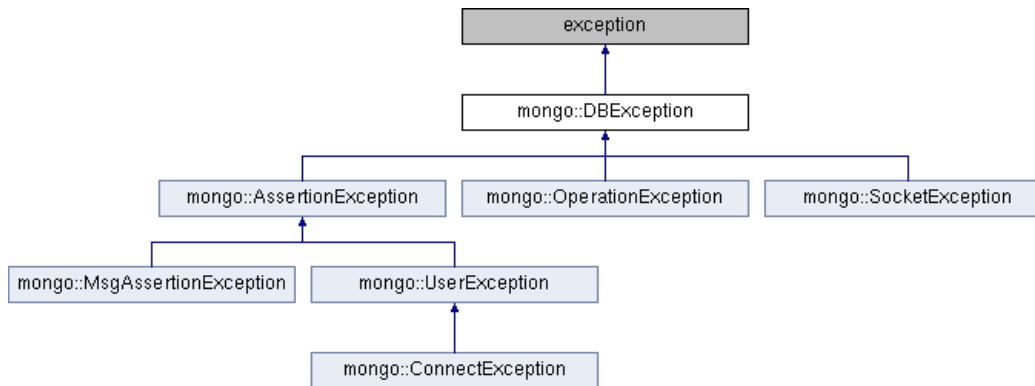 exception
mongo::DBException
mongo::AssertionException
mongo::OperationException
mongo::SocketException
mongo::MsgAssertionException
mongo::UserException
mongo::ConnectException